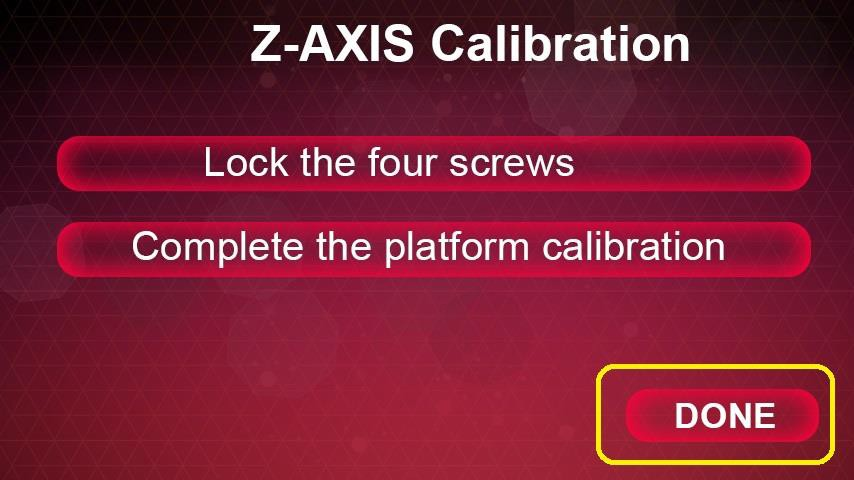 Z-AXIS Calibration
Lock the four screws
Complete the platform calibration
DONE